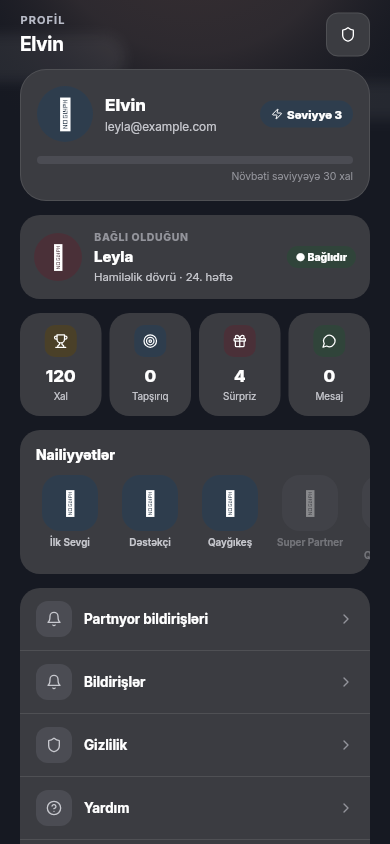 PROFİL
Elvin
Elvin
leyla@example.com
Səviyyə 3
Növbəti səviyyəyə 30 xal
BAĞLI OLDUĞUN
Leyla
Hamiləlik dövrü · 24. həftə
Bağlıdır
120
0
4
0
Xal
Tapşırıq
Sürpriz
Mesaj
Nailiyyətlər
İlk Sevgi
Dəstəkçi
Qayğıkeş
Super Partner
Partnyor bildirişləri
Bildirişlər
Gizlilik
Yardım